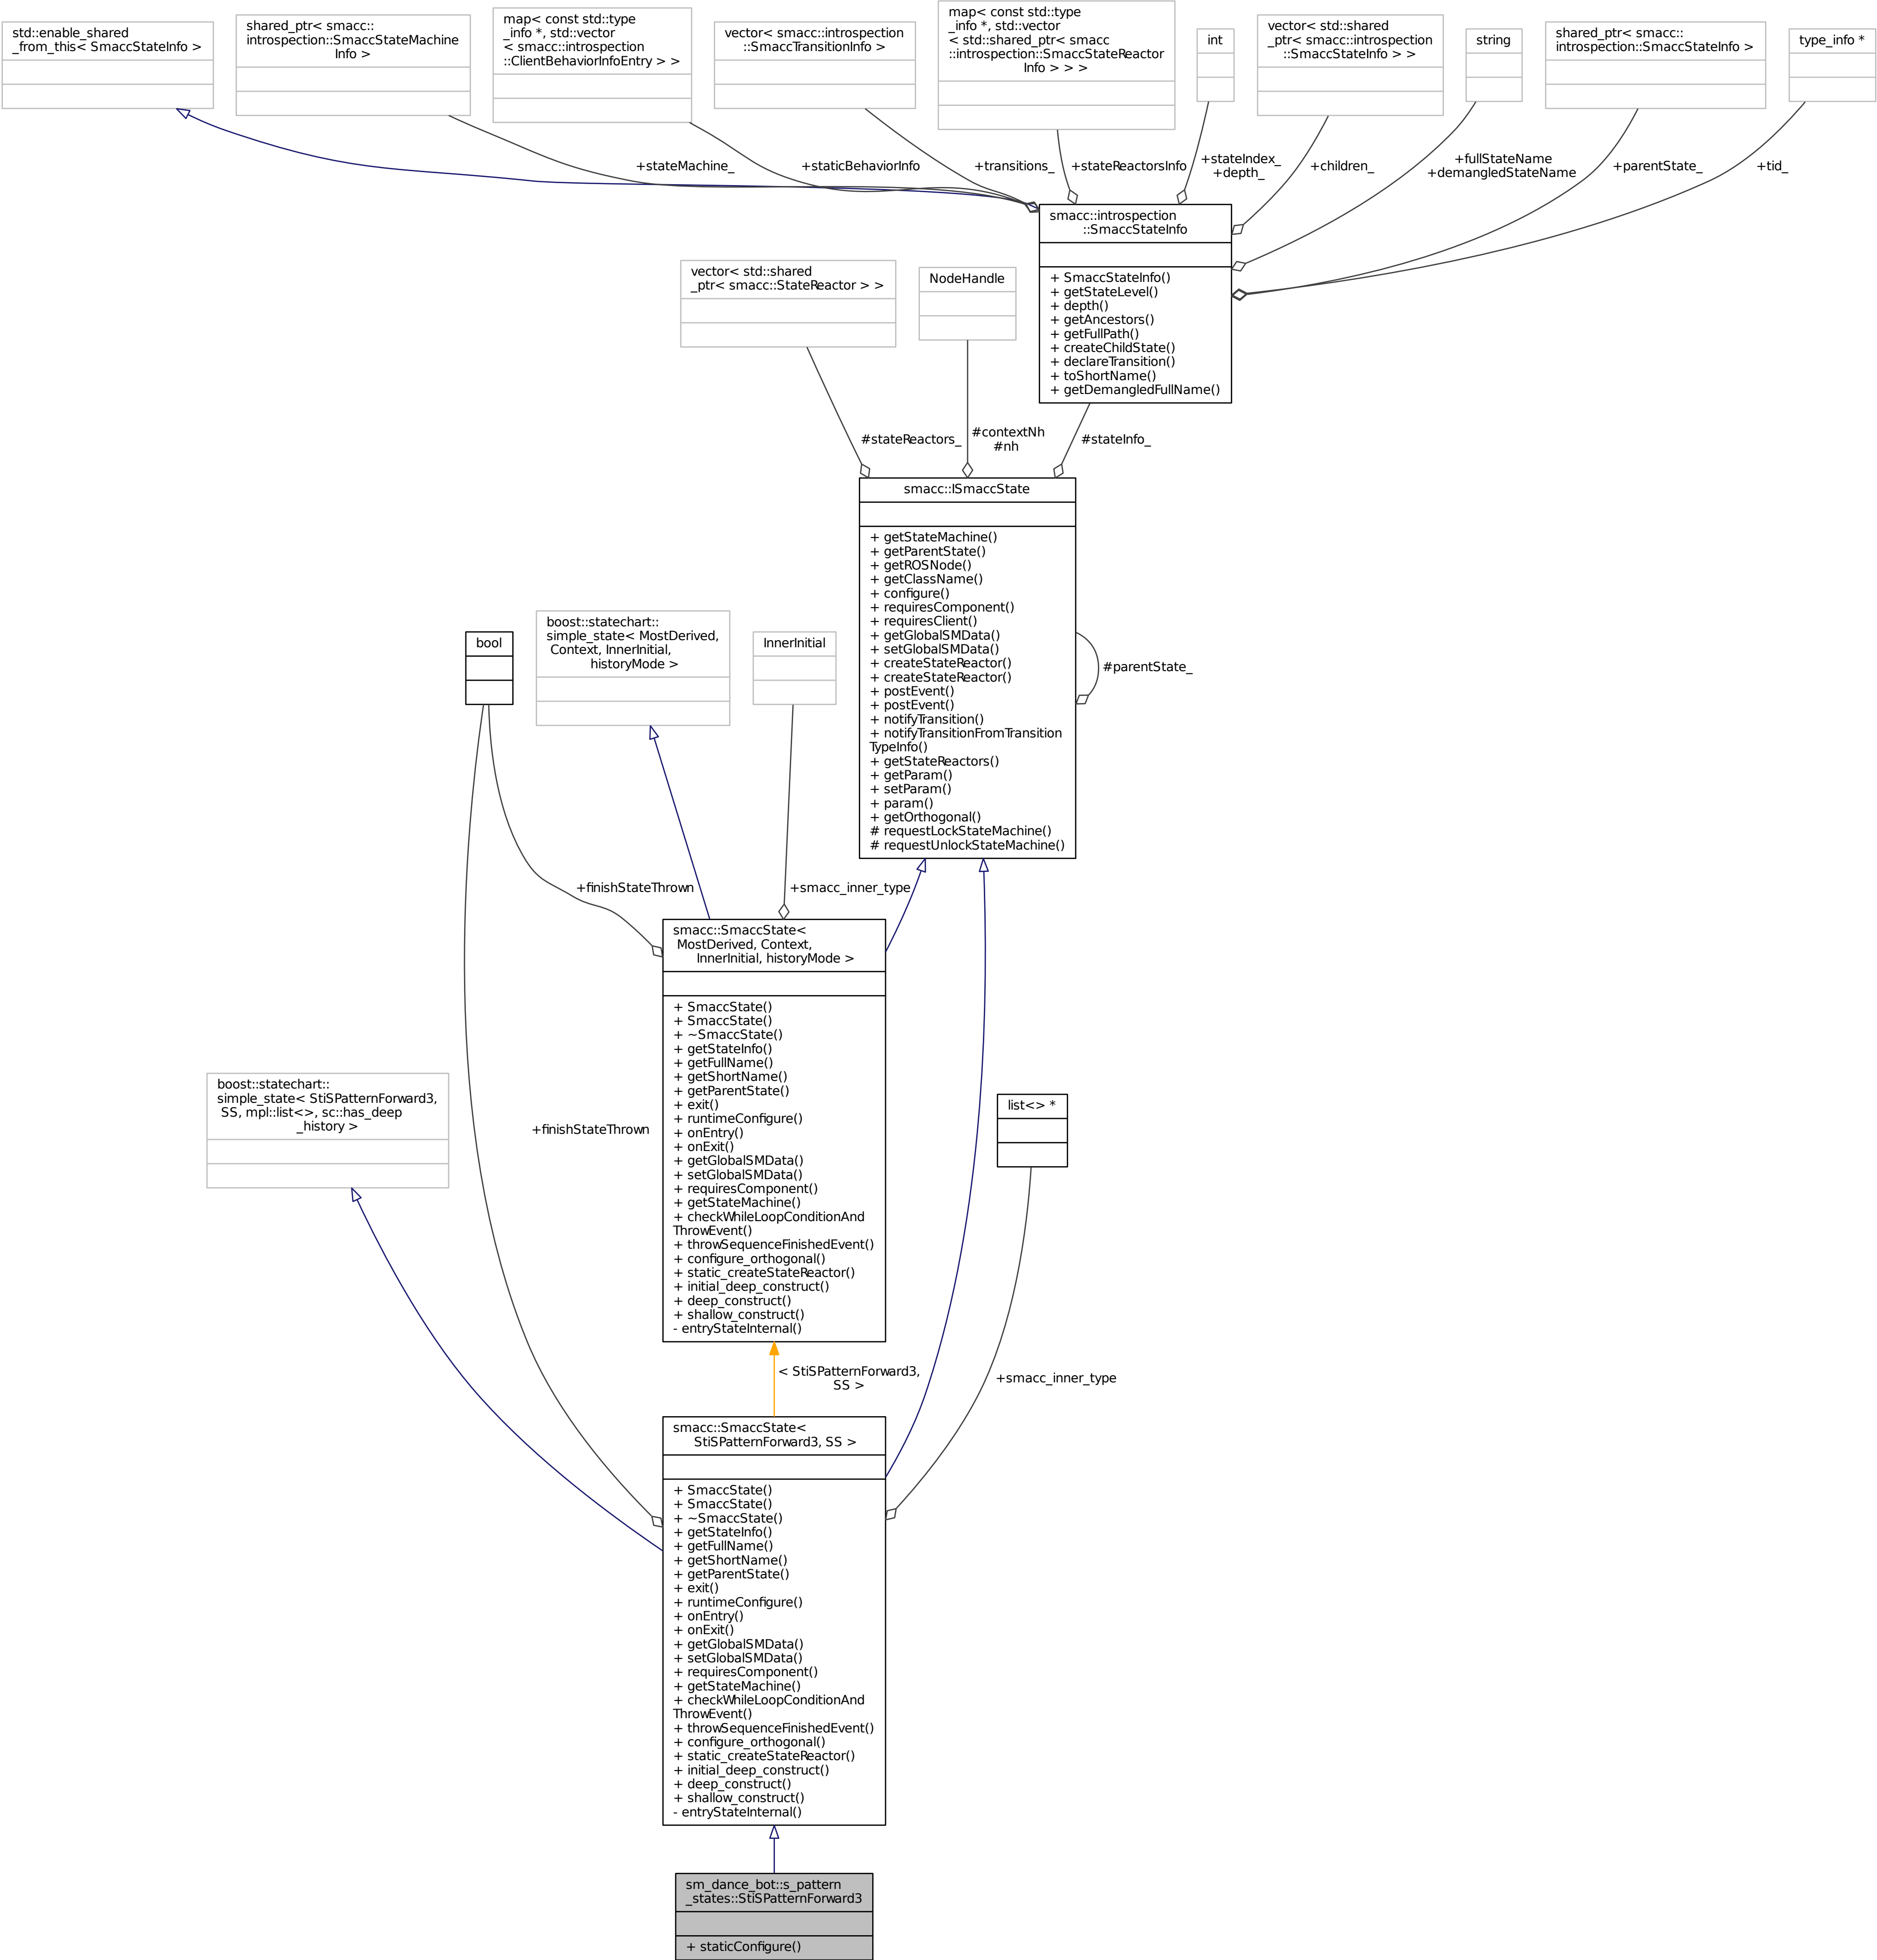 std::enable_shared
_from_this< SmaccStateInfo >
shared_ptr< smacc::
introspection::SmaccStateMachine
Info >
map< const std::type
_info *, std::vector
< smacc::introspection
::ClientBehaviorInfoEntry > >
vector< smacc::introspection
::SmaccTransitionInfo >
map< const std::type
_info *, std::vector
< std::shared_ptr< smacc
::introspection::SmaccStateReactor
Info > > >
int
vector< std::shared
_ptr< smacc::introspection
::SmaccStateInfo > >
string
shared_ptr< smacc::
introspection::SmaccStateInfo >
type_info *
+stateMachine_
+staticBehaviorInfo
+transitions_
+stateReactorsInfo
+stateIndex_
+depth_
+children_
+fullStateName
+demangledStateName
+parentState_
+tid_
smacc::introspection
::SmaccStateInfo
+ SmaccStateInfo()
+ getStateLevel()
+ depth()
+ getAncestors()
+ getFullPath()
+ createChildState()
+ declareTransition()
+ toShortName()
+ getDemangledFullName()
vector< std::shared
_ptr< smacc::StateReactor > >
NodeHandle
#stateReactors_
#contextNh
#nh
#stateInfo_
smacc::ISmaccState
+ getStateMachine()
+ getParentState()
+ getROSNode()
+ getClassName()
+ configure()
+ requiresComponent()
+ requiresClient()
+ getGlobalSMData()
+ setGlobalSMData()
+ createStateReactor()
+ createStateReactor()
+ postEvent()
+ postEvent()
+ notifyTransition()
+ notifyTransitionFromTransition
TypeInfo()
+ getStateReactors()
+ getParam()
+ setParam()
+ param()
+ getOrthogonal()
# requestLockStateMachine()
# requestUnlockStateMachine()
#parentState_
bool
boost::statechart::
simple_state< MostDerived,
Context, InnerInitial,
historyMode >
InnerInitial
+finishStateThrown
+smacc_inner_type
smacc::SmaccState<
MostDerived, Context,
InnerInitial, historyMode >
+ SmaccState()
+ SmaccState()
+ ~SmaccState()
+ getStateInfo()
+ getFullName()
+ getShortName()
+ getParentState()
+ exit()
+ runtimeConfigure()
+ onEntry()
+ onExit()
+ getGlobalSMData()
+ setGlobalSMData()
+ requiresComponent()
+ getStateMachine()
+ checkWhileLoopConditionAnd
ThrowEvent()
+ throwSequenceFinishedEvent()
+ configure_orthogonal()
+ static_createStateReactor()
+ initial_deep_construct()
+ deep_construct()
+ shallow_construct()
- entryStateInternal()
boost::statechart::
simple_state< StiSPatternForward3,
SS, mpl::list<>, sc::has_deep
_history >
+finishStateThrown
list<> *
< StiSPatternForward3,
SS >
+smacc_inner_type
smacc::SmaccState<
StiSPatternForward3, SS >
+ SmaccState()
+ SmaccState()
+ ~SmaccState()
+ getStateInfo()
+ getFullName()
+ getShortName()
+ getParentState()
+ exit()
+ runtimeConfigure()
+ onEntry()
+ onExit()
+ getGlobalSMData()
+ setGlobalSMData()
+ requiresComponent()
+ getStateMachine()
+ checkWhileLoopConditionAnd
ThrowEvent()
+ throwSequenceFinishedEvent()
+ configure_orthogonal()
+ static_createStateReactor()
+ initial_deep_construct()
+ deep_construct()
+ shallow_construct()
- entryStateInternal()
sm_dance_bot::s_pattern
_states::StiSPatternForward3
+ staticConfigure()